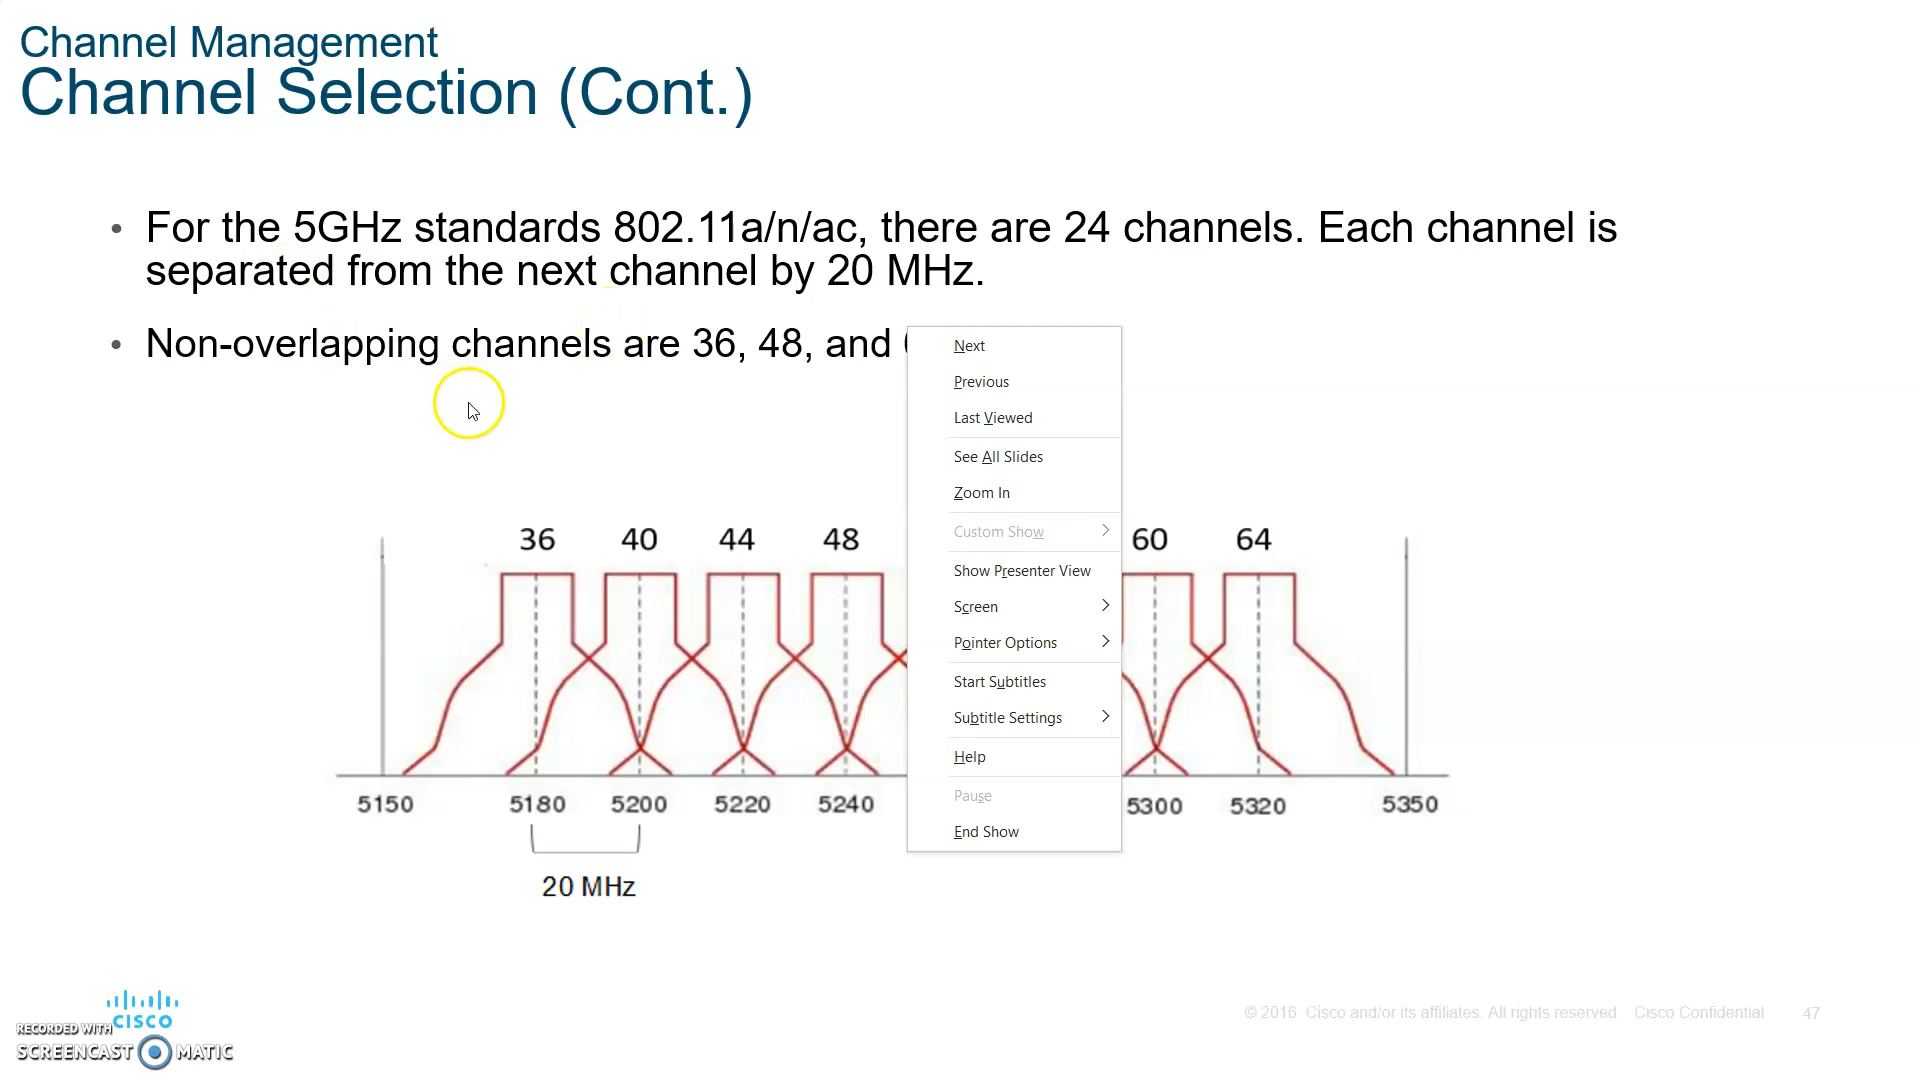 Channel Management
Channel Selection (Cont.)
• For the 5GHz standards 802.11a/n/ac, there are 24 channels. Each channel is
separated from the next channel by 20 MHz.
• Non-overlapping channels are 36, 48, and
Next
Previous
Last Viewed
See All Slides
Zoom In
Custom Show
Show Presenter View
Screen
Pointer Options
Start Subtitles
Subtitle Settings
Help
Pause
End Show
36 40 44 48 60 64
5150 5180 5200 5220 5240 5300 5320 5350
20 MHz
CISCO
RECORDED WITH
SCREENCAST MATIC
© 2016 Cisco and/or its affiliates. All rights reserved. Cisco Confidential 47